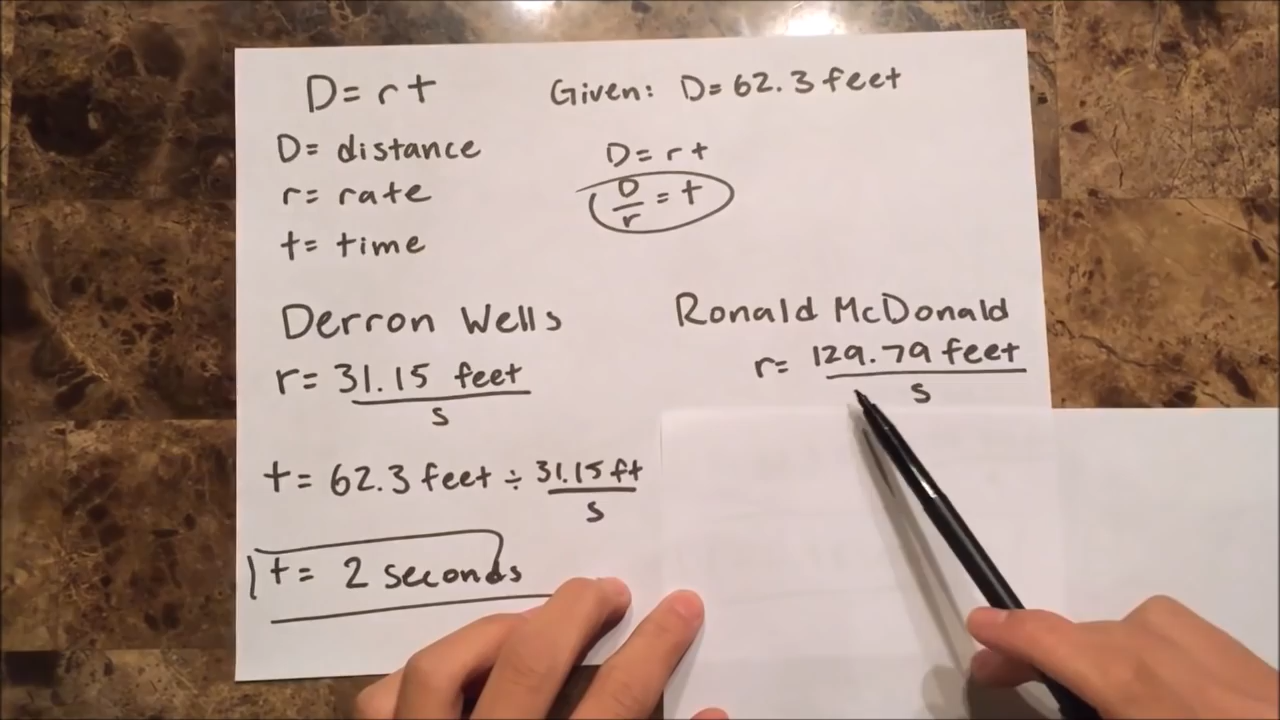 D = rt
D = distance
r = rate
t = time
Given: D = 62.3 feet
D = rt
D/r = t
Derron Wells
r = 31.15 feet/s
t = 62.3 feet ÷ 31.15 ft/s
t = 2 seconds
Ronald McDonald
r = 129.79 feet/s